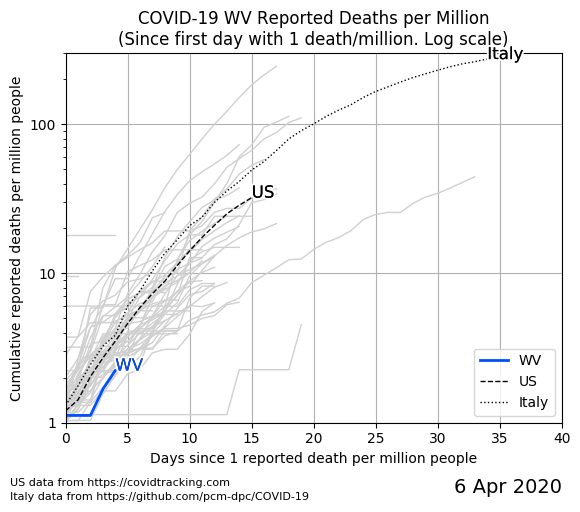 COVID-19 WV Reported Deaths per Million
(Since first day with 1 death/million. Log scale)
Cumulative reported deaths per million people
100
10
1
Italy
US
WV
WV
US
Italy
0 5 10 15 20 25 30 35 40
Days since 1 reported death per million people
US data from https://covidtracking.com
Italy data from https://github.com/pcm-dpc/COVID-19
6 Apr 2020